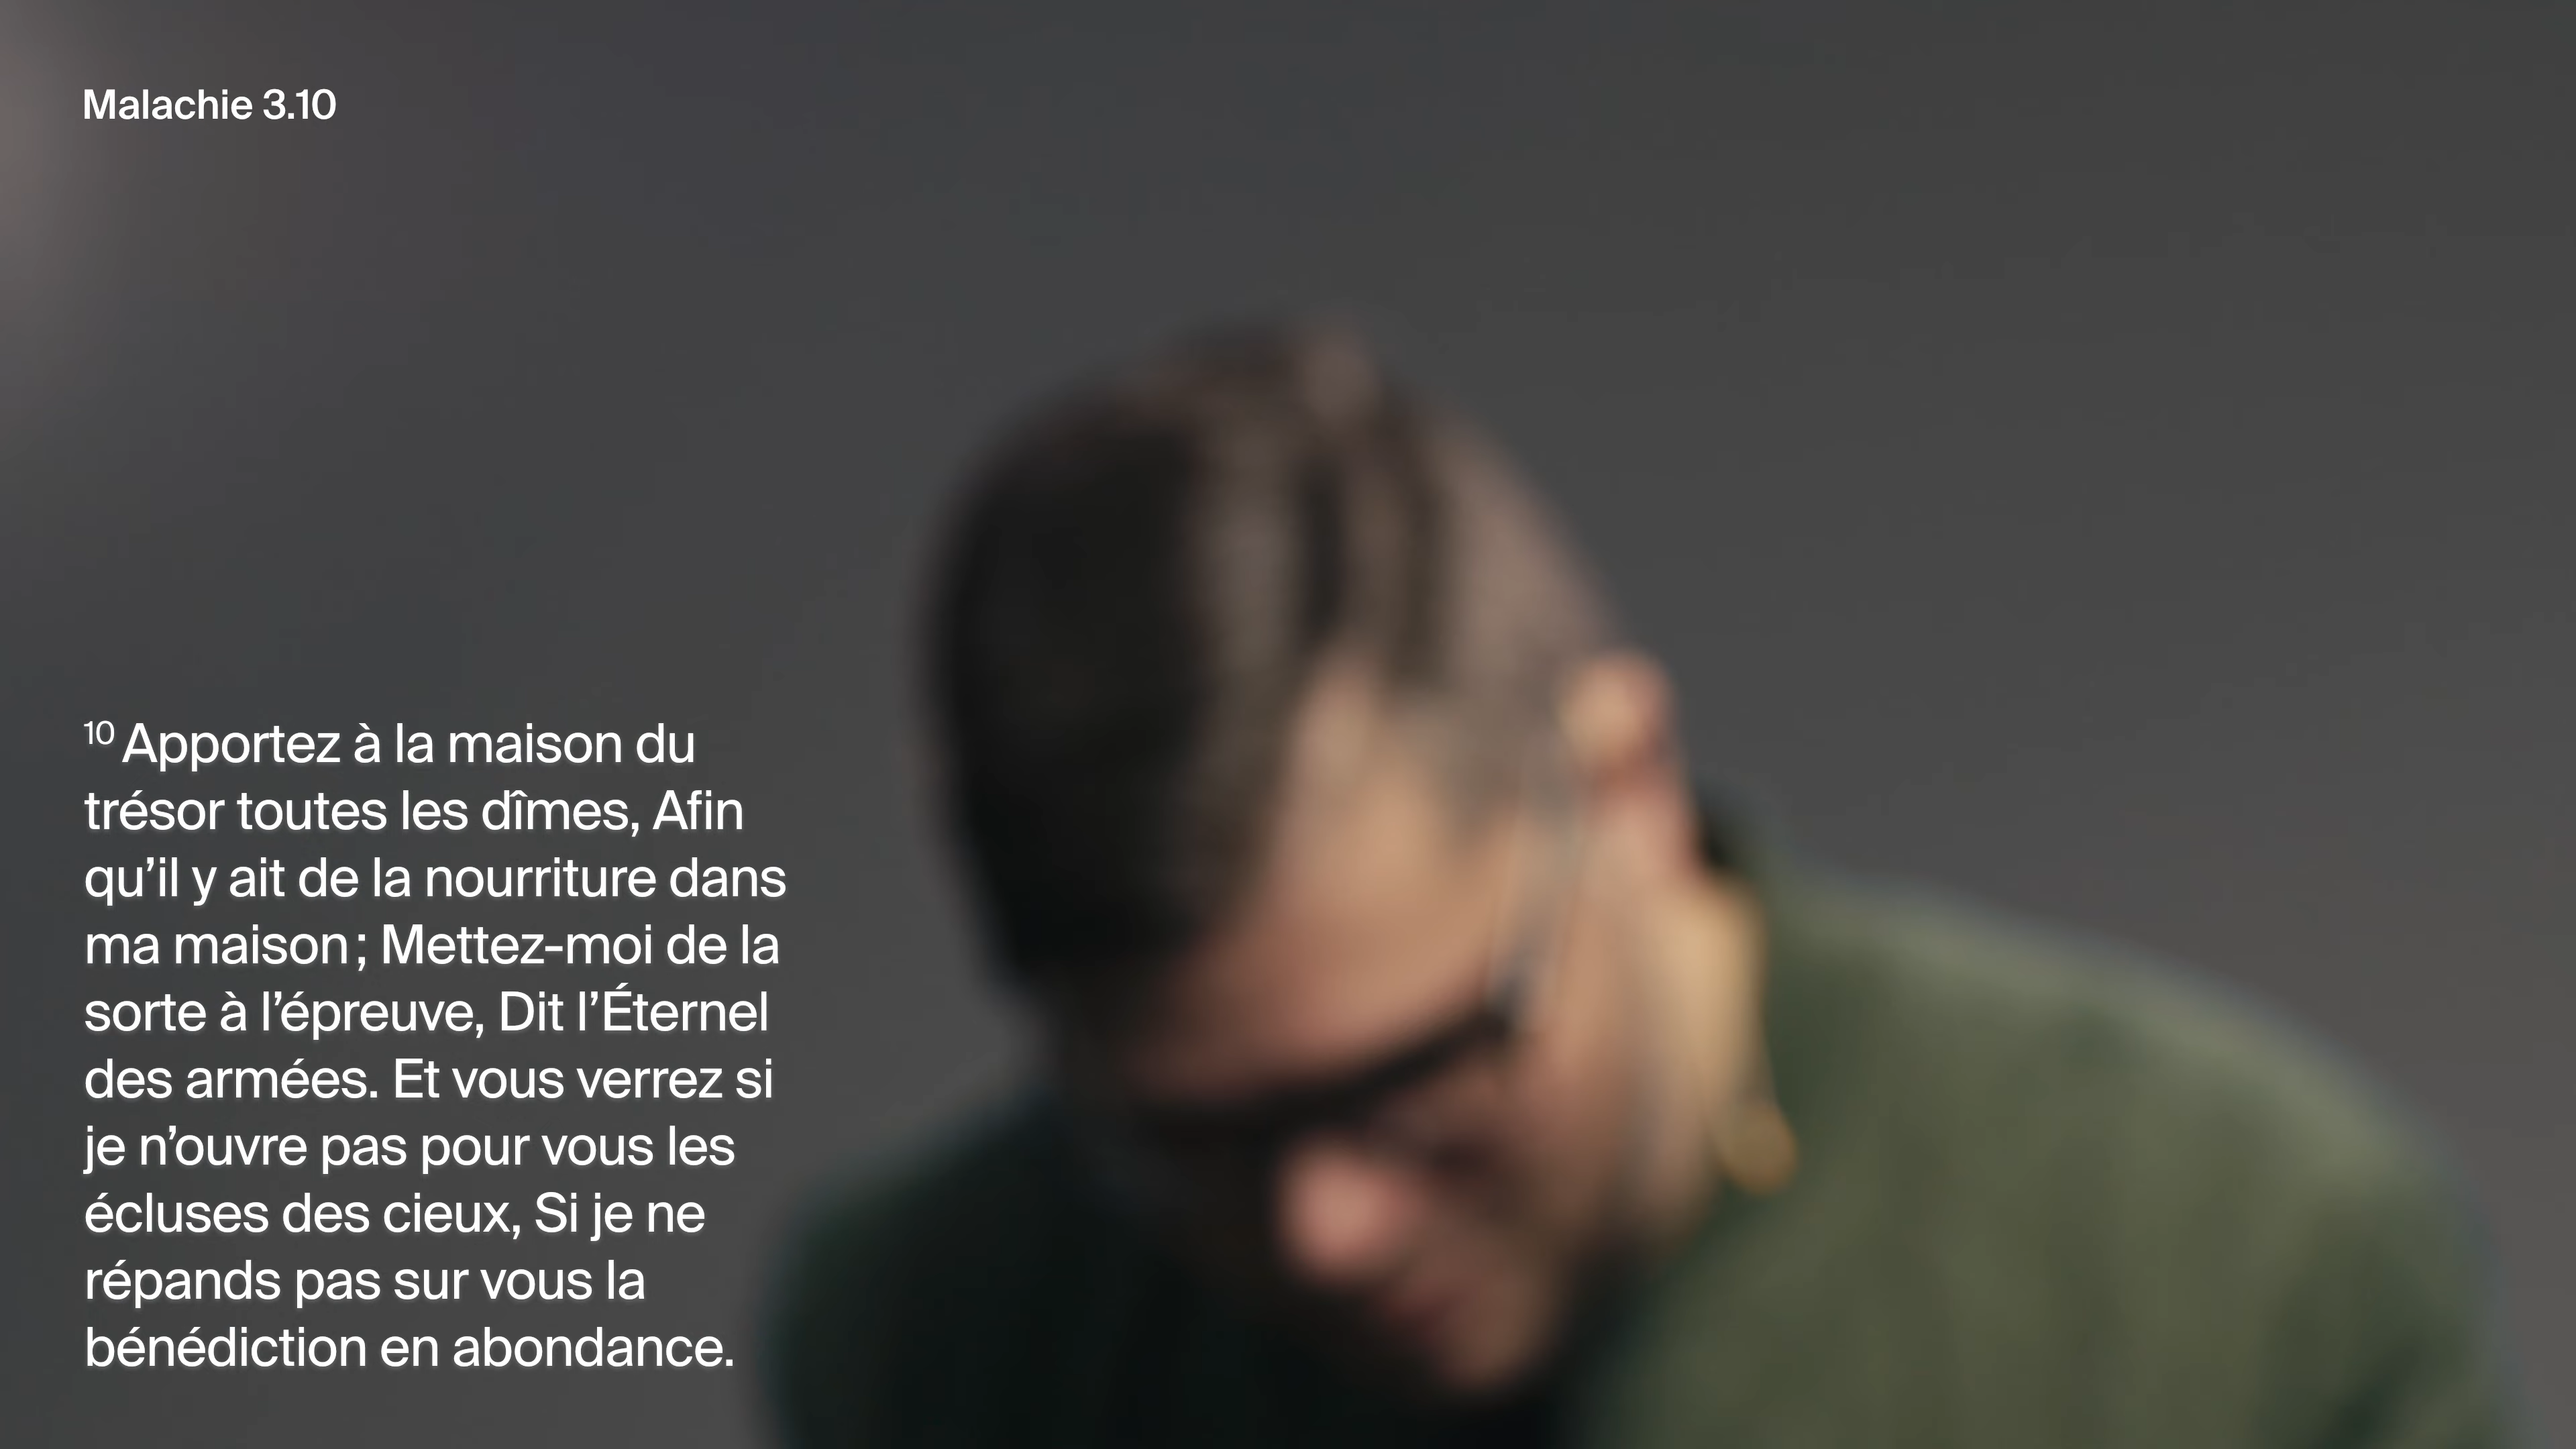 Malachie 3.10
10 Apportez à la maison du
trésor toutes les dîmes, Afin
qu’il y ait de la nourriture dans
ma maison ; Mettez-moi de la
sorte à l’épreuve, Dit l’Éternel
des armées. Et vous verrez si
je n’ouvre pas pour vous les
écluses des cieux, Si je ne
répands pas sur vous la
bénédiction en abondance.